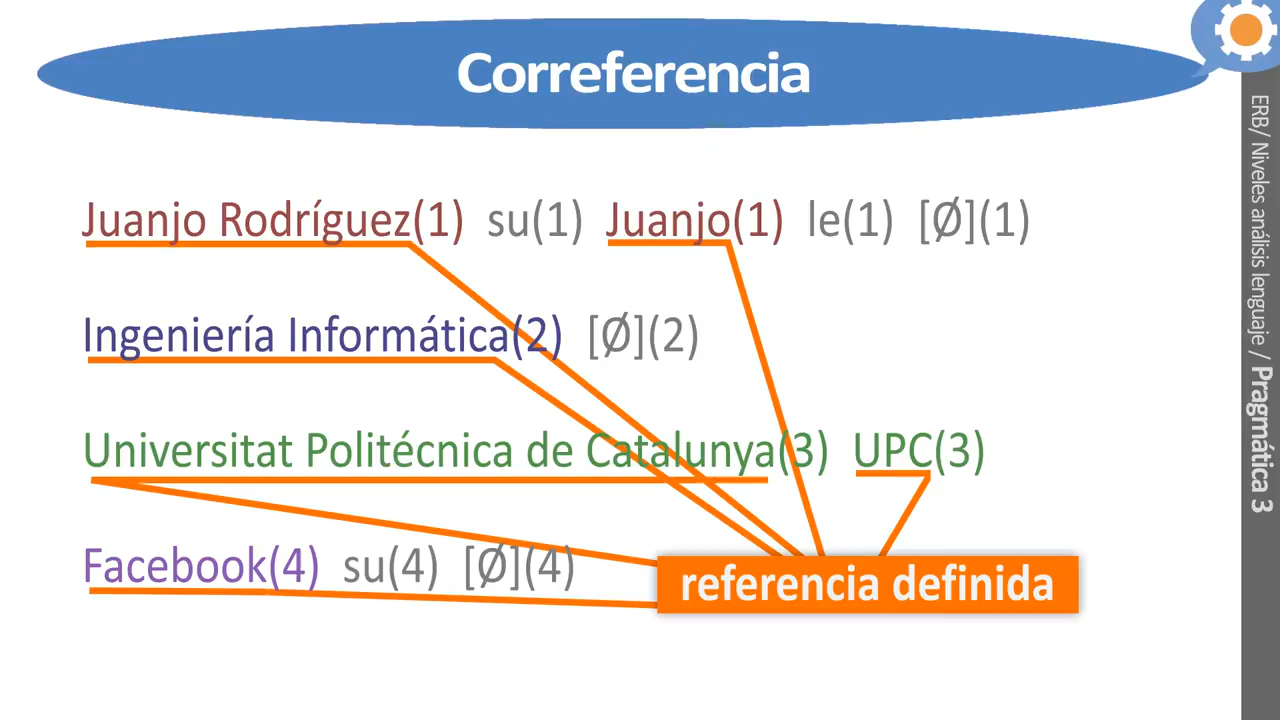 Correferencia
Juanjo Rodríguez(1) su(1) Juanjo(1) le(1) [Ø](1)
Ingeniería Informática(2) [Ø](2)
Universitat Politécnica de Catalunya(3) UPC(3)
Facebook(4) su(4) [Ø](4)
referencia definida
ERB/ Niveles análisis lenguaje / Pragmática 3